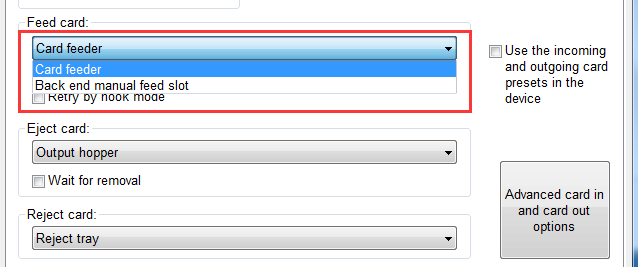 Feed card:
Card feeder
Card feeder
Back end manual feed slot
Retry by hook mode
Use the incoming
and outgoing card
presets in the
device
Eject card:
Output hopper
Wait for removal
Advanced card in
and card out
options
Reject card:
Reject tray